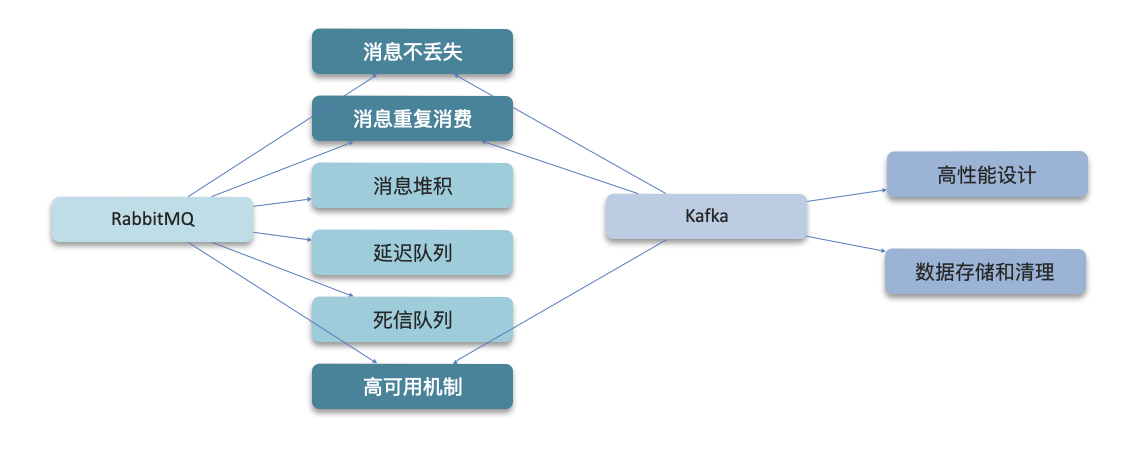 消息不丢失
消息重复消费
消息堆积
RabbitMQ
延迟队列
死信队列
高可用机制
Kafka
高性能设计
数据存储和清理